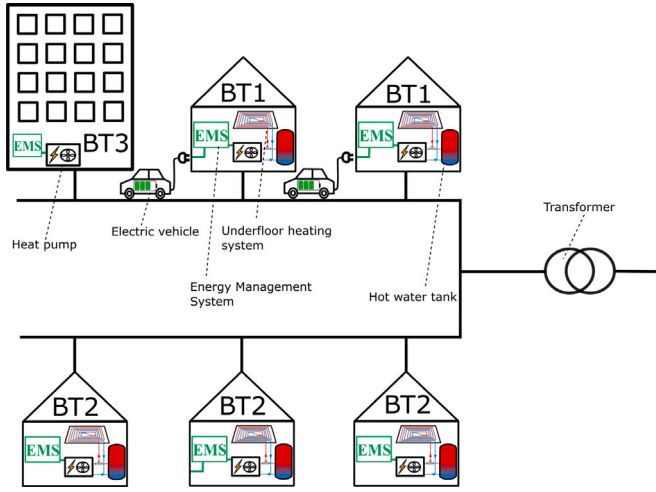 BT1
BT1
EMS
EMS
EMS
BT3
Heat pump
Electric vehicle
Underfloor heating
system
Energy Management
System
Hot water tank
Transformer
BT2
BT2
BT2
EMS
EMS
EMS